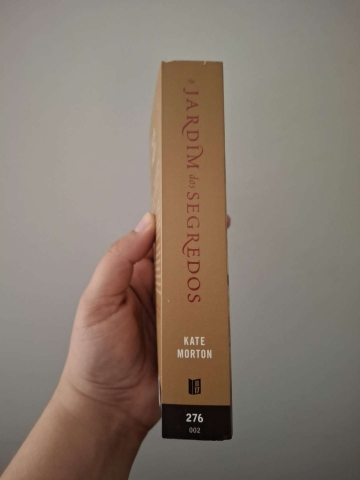 O JARDIM dos SEGREDOS
KATE
MORTON
276
002